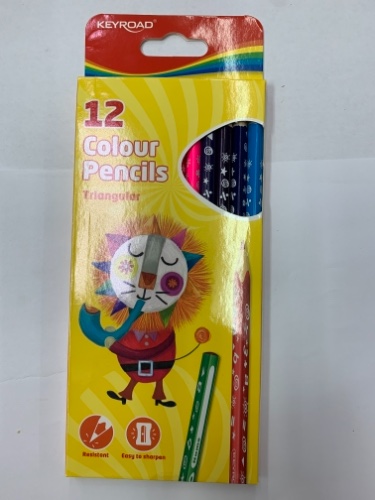 KEYROAD®
12
Colour
Pencils
Triangular
Resistant
Easy to sharpen